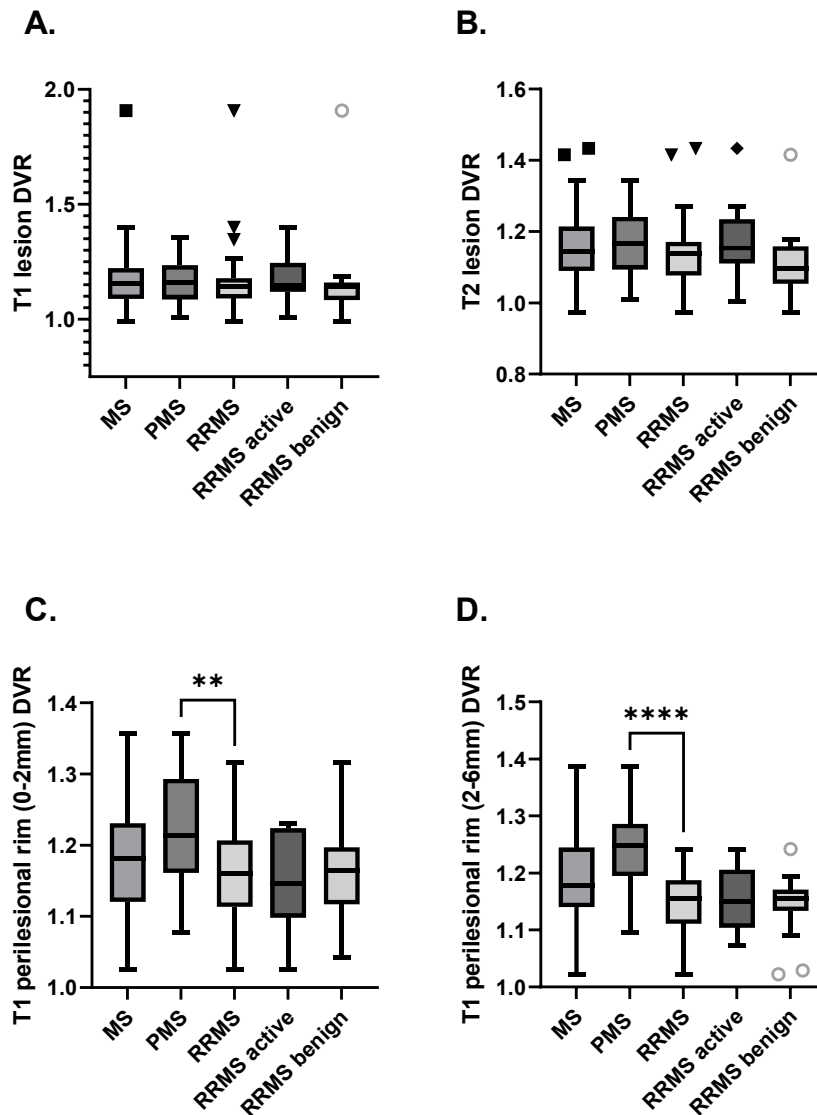 A.
T1 lesion DVR
2.0
1.5
1.0
MS
PMS
RRMS
RRMS active
RRMS benign
B.
T2 lesion DVR
1.6
1.4
1.2
1.0
0.8
MS
PMS
RRMS
RRMS active
RRMS benign
C.
T1 perilesional rim (0-2mm) DVR
1.4
1.3
1.2
1.1
1.0
**
MS
PMS
RRMS
RRMS active
RRMS benign
D.
T1 perilesional rim (2-6mm) DVR
1.5
1.4
1.3
1.2
1.1
1.0
****
MS
PMS
RRMS
RRMS active
RRMS benign